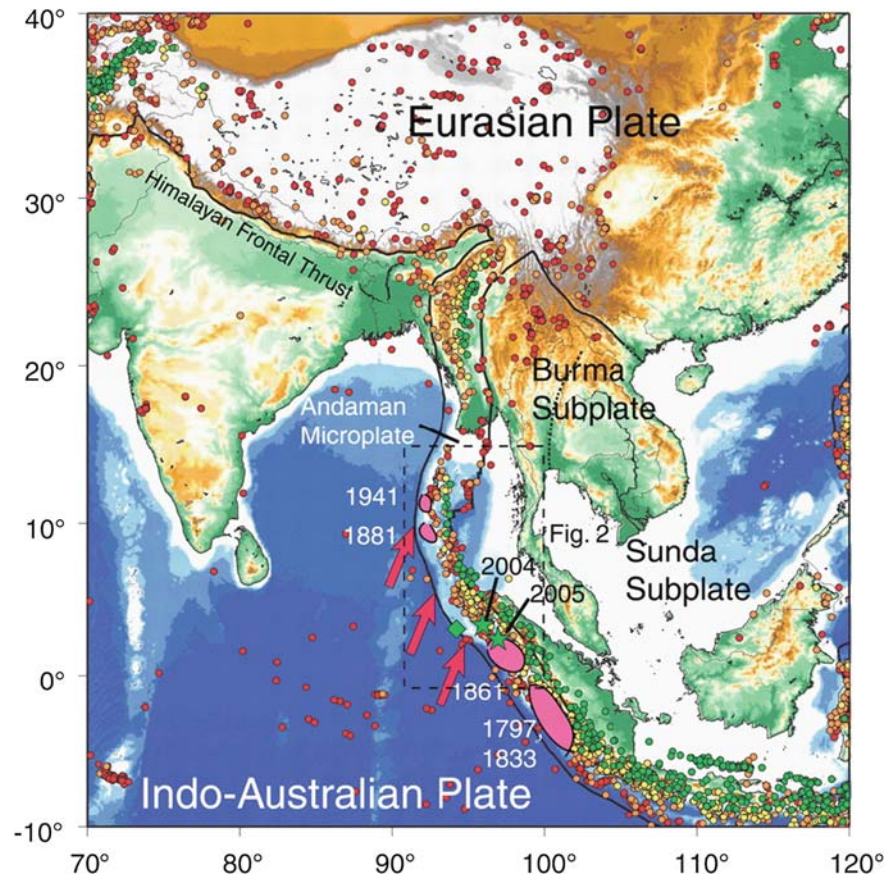 40°
30°
20°
10°
0°
-10°
70°
80°
90°
100°
110°
120°
Eurasian Plate
Himalayan Frontal Thrust
Burma
Subplate
Andaman
Microplate
1941
1881
Fig. 2
2004
2005
Sunda
Subplate
1861
1797,
1833
Indo-Australian Plate